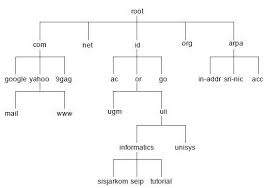 root
com net id org arpa
google yahoo 9gag ac or go in-addr sri-nic acc
mail www ugm uii
informatics unisys
sisjarkom seip tutorial